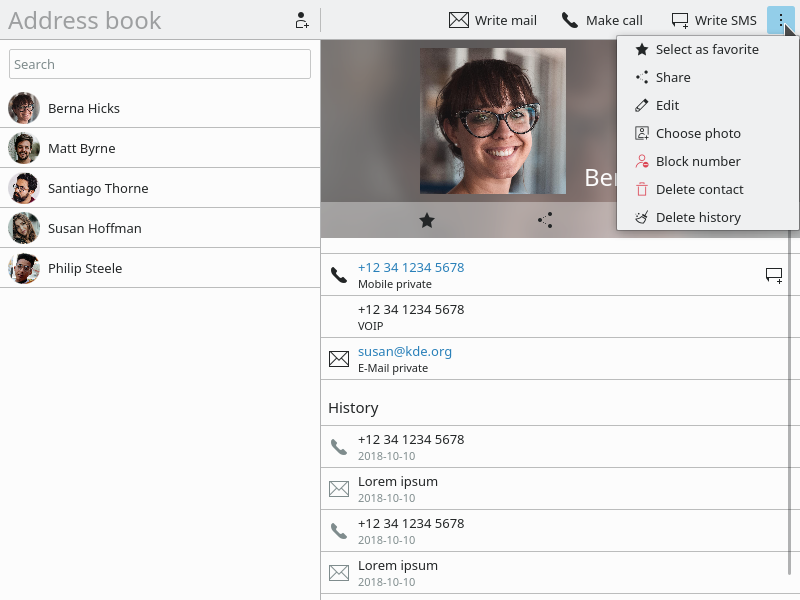 Address book
Write mail
Make call
Write SMS
Search
Berna Hicks
Matt Byrne
Santiago Thorne
Susan Hoffman
Philip Steele
Select as favorite
Share
Edit
Choose photo
Block number
Delete contact
Delete history
+12 34 1234 5678
Mobile private
+12 34 1234 5678
VOIP
susan@kde.org
E-Mail private
History
+12 34 1234 5678
2018-10-10
Lorem ipsum
2018-10-10
+12 34 1234 5678
2018-10-10
Lorem ipsum
2018-10-10